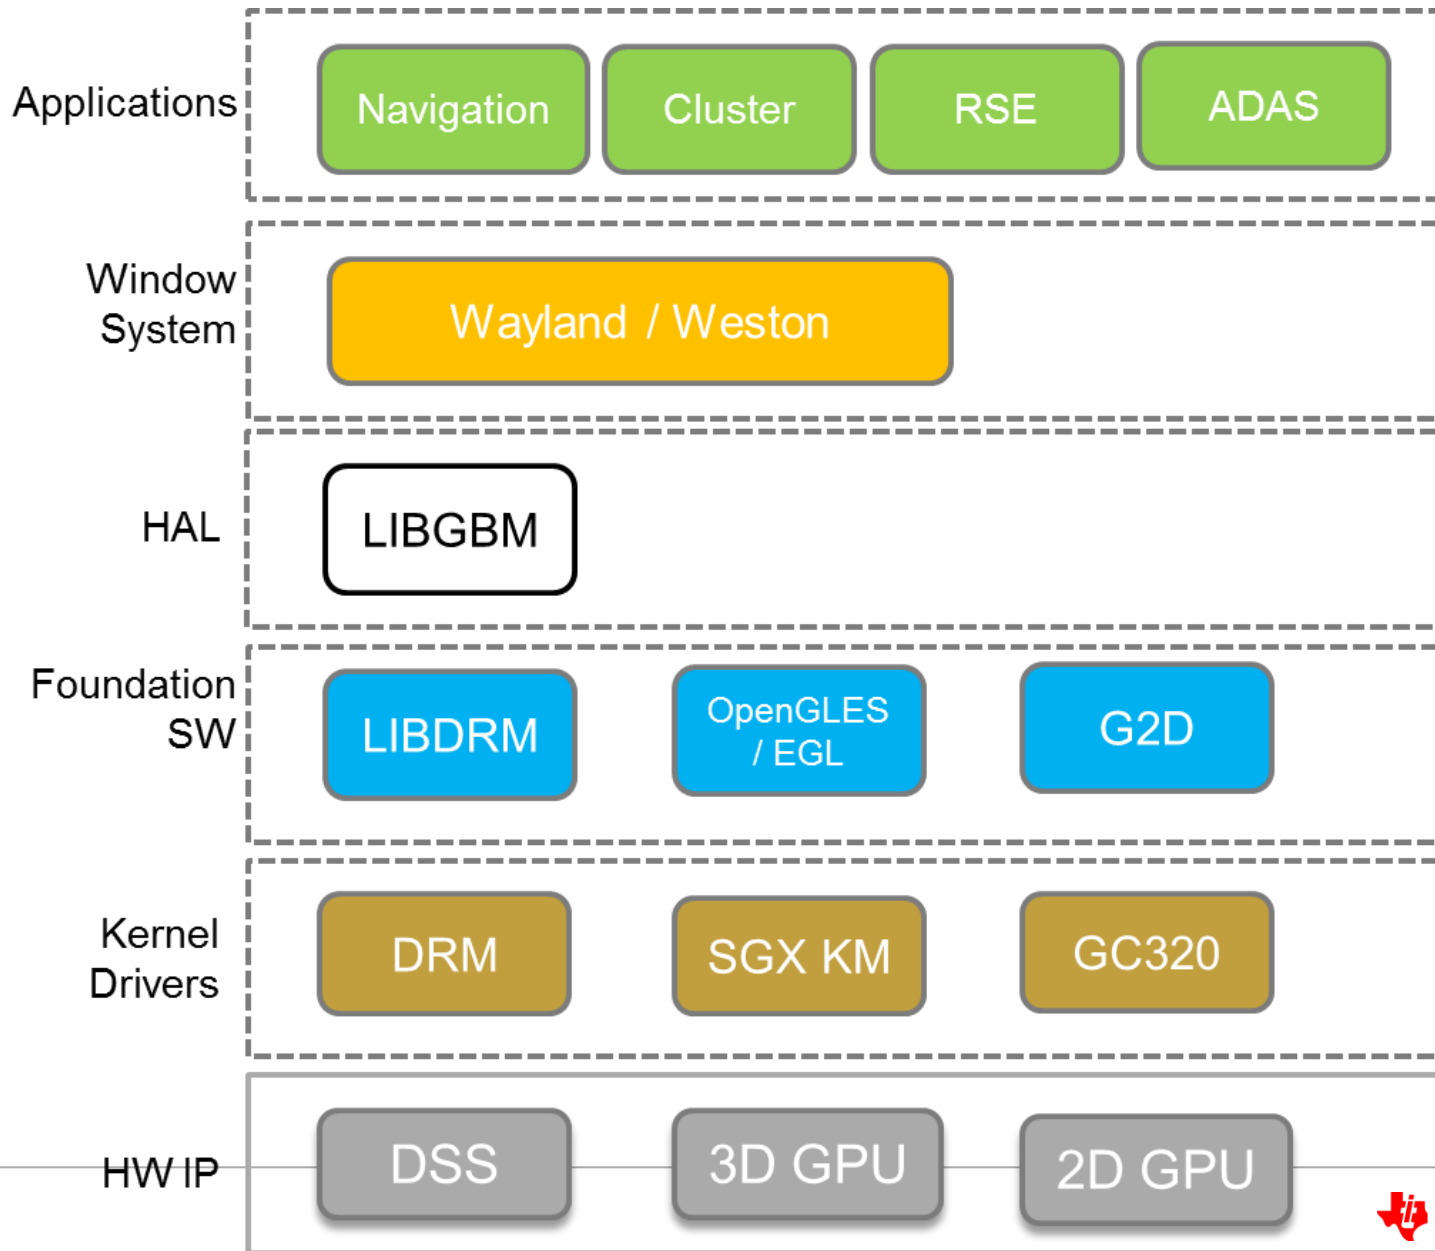 Applications
Navigation
Cluster
RSE
ADAS
Window
System
Wayland / Weston
HAL
LIBGBM
Foundation
SW
LIBDRM
OpenGLES
/ EGL
G2D
Kernel
Drivers
DRM
SGX KM
GC320
HW IP
DSS
3D GPU
2D GPU